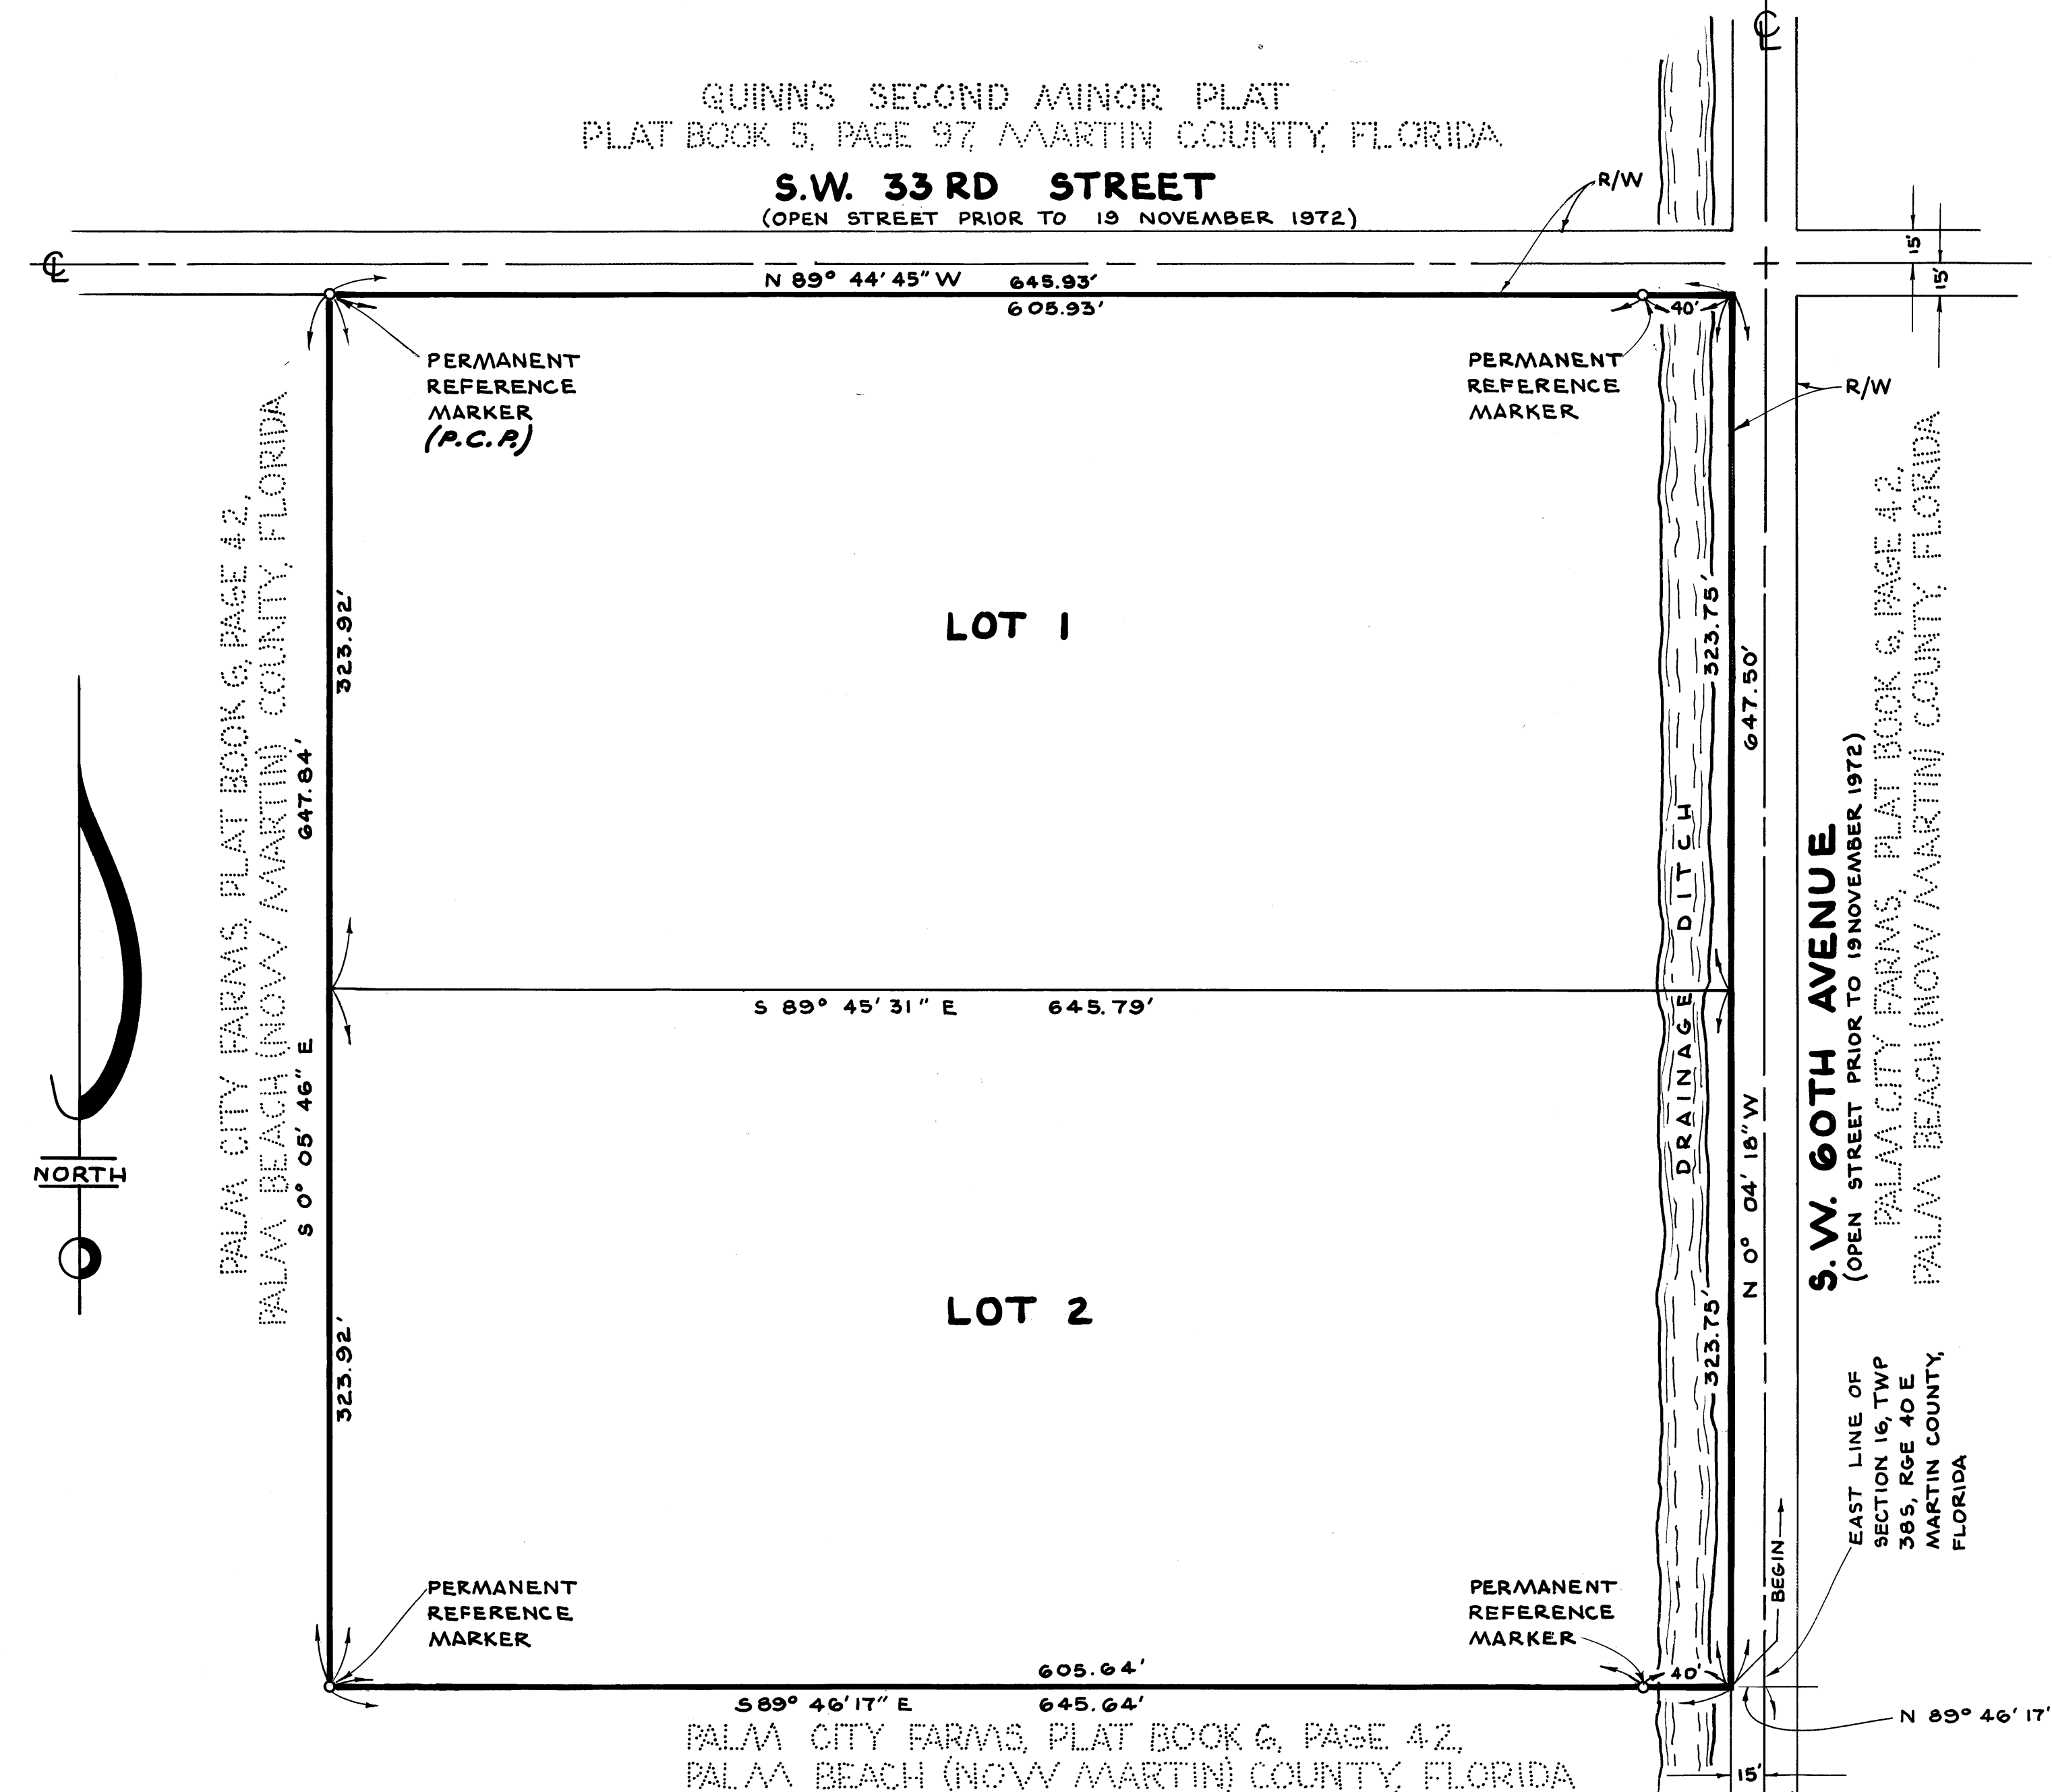 QUINN'S SECOND MINOR PLAT
PLAT BOOK 5, PAGE 97, MARTIN COUNTY, FLORIDA
S.W. 33RD STREET
(OPEN STREET PRIOR TO 19 NOVEMBER 1972)
R/W
15'
15'
N 89° 44' 45" W 645.93'
605.93'
40'
PERMANENT
REFERENCE
MARKER
(P.C.P.)
PERMANENT
REFERENCE
MARKER
R/W
PALM CITY FARMS, PLAT BOOK 6, PAGE 42,
PALM BEACH (NOW MARTIN) COUNTY, FLORIDA
S 0° 05' 46" E 647.84'
323.92'
LOT 1
323.75'
N 0° 04' 18" W 647.50'
DRAINAGE DITCH
S.W. 60TH AVENUE
(OPEN STREET PRIOR TO 19 NOVEMBER 1972)
PALM CITY FARMS, PLAT BOOK 6, PAGE 42,
PALM BEACH (NOW MARTIN) COUNTY, FLORIDA
S 89° 45' 31" E 645.79'
NORTH
323.92'
LOT 2
323.75'
EAST LINE OF
SECTION 16, TWP
38S, RGE 40E
MARTIN COUNTY,
FLORIDA
BEGIN
PERMANENT
REFERENCE
MARKER
PERMANENT
REFERENCE
MARKER
605.64'
40'
S 89° 46' 17" E 645.64'
N 89° 46' 17'
PALM CITY FARMS, PLAT BOOK 6, PAGE 42,
PALM BEACH (NOW MARTIN) COUNTY, FLORIDA
15'